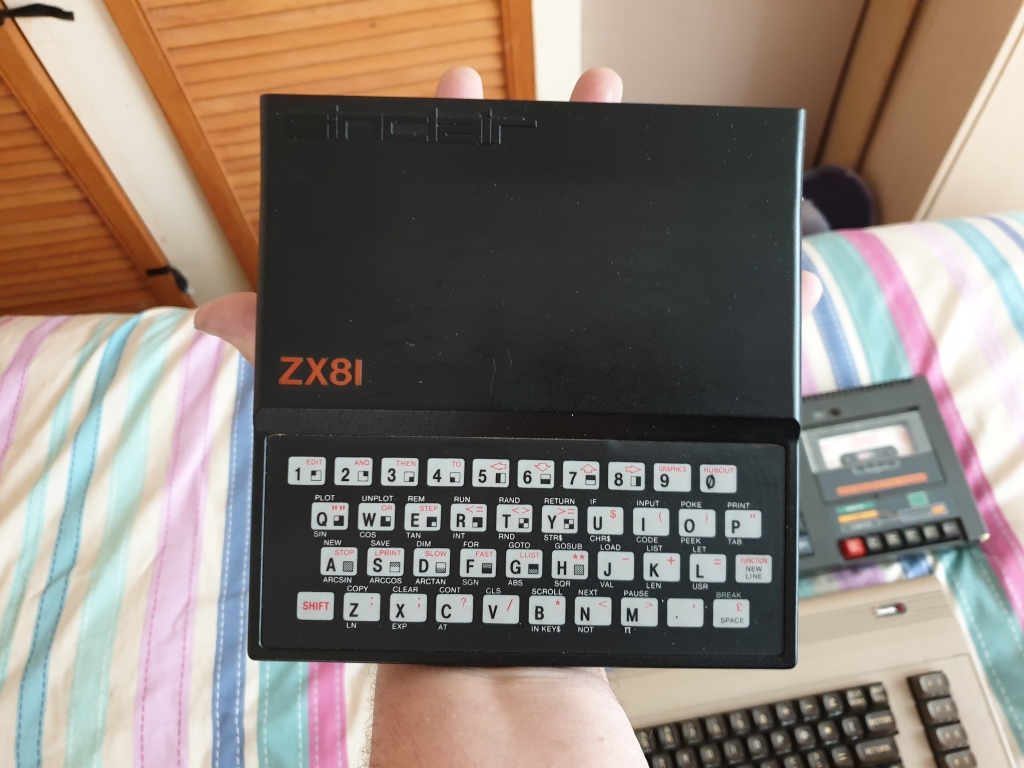 sinclair
ZX81
EDIT AND THEN TO GRAPHICS RUBOUT
1 2 3 4 5 6 7 8 9 0
PLOT UNPLOT REM RUN RAND RETURN IF INPUT POKE PRINT
"" OR STEP <= <> >= $ ( ) "
Q W E R T Y U I O P
SIN COS TAN INT RND STR$ CHR$ CODE PEEK TAB
NEW SAVE DIM FOR GOTO GOSUB LOAD LIST LET
STOP LPRINT SLOW FAST LLIST ** - + = FUNCTION
A S D F G H J K L NEW LINE
ARCSIN ARCCOS ARCTAN SGN ABS SQR VAL LEN USR
COPY CLEAR CONT CLS SCROLL NEXT PAUSE BREAK
: ; ? / * < > , £
SHIFT Z X C V B N M . SPACE
LN EXP AT INKEY$ NOT π